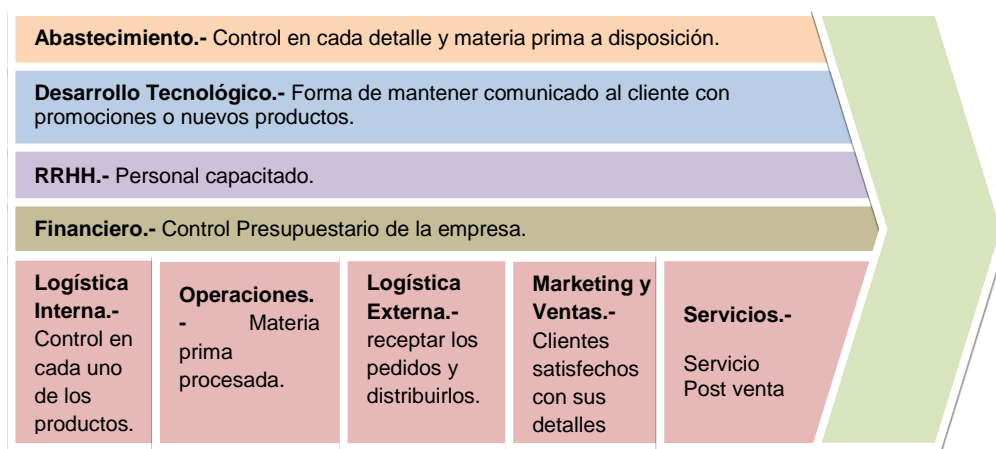 Abastecimiento.- Control en cada detalle y materia prima a disposición.
Desarrollo Tecnológico.- Forma de mantener comunicado al cliente con
promociones o nuevos productos.
RRHH.- Personal capacitado.
Financiero.- Control Presupuestario de la empresa.
Logística
Interna.-
Control en
cada uno
de los
productos.
Operaciones.
- Materia
prima
procesada.
Logística
Externa.-
receptar los
pedidos y
distribuirlos.
Marketing y
Ventas.-
Clientes
satisfechos
con sus
detalles
Servicios.-
Servicio
Post venta